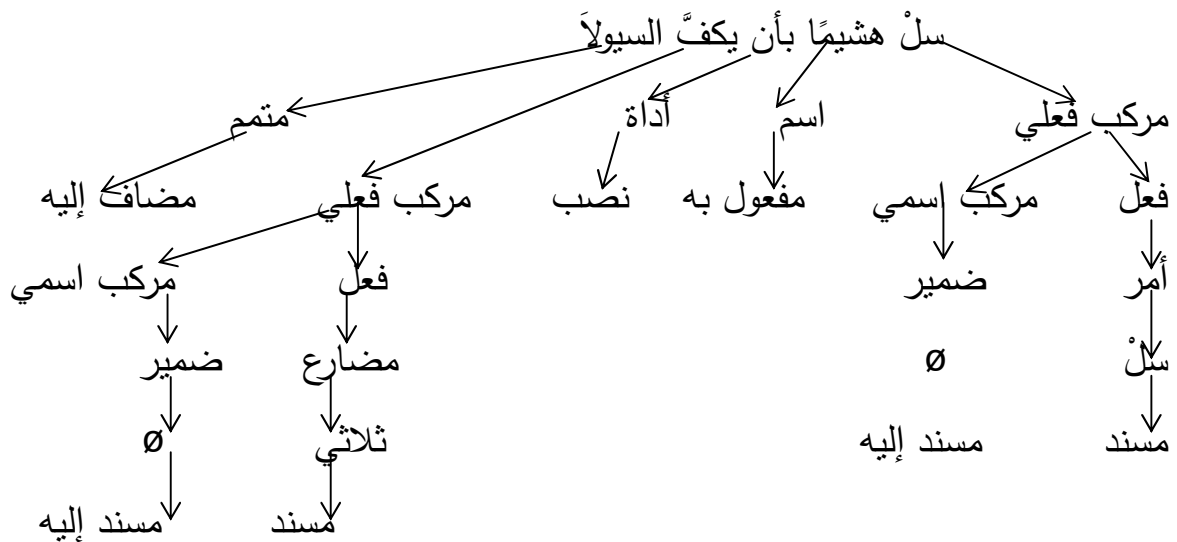 سلْ هشيمًا بأن يكفَّ السيولاَ
مركب فعلي اسم أداة متمم
فعل مركب اسمي مفعول به نصب مركب فعلي مضاف إليه
أمر ضمير فعل مركب اسمي
سلْ ø مضارع ضمير
مسند مسند إليه ثلاثي ø
مسند مسند إليه